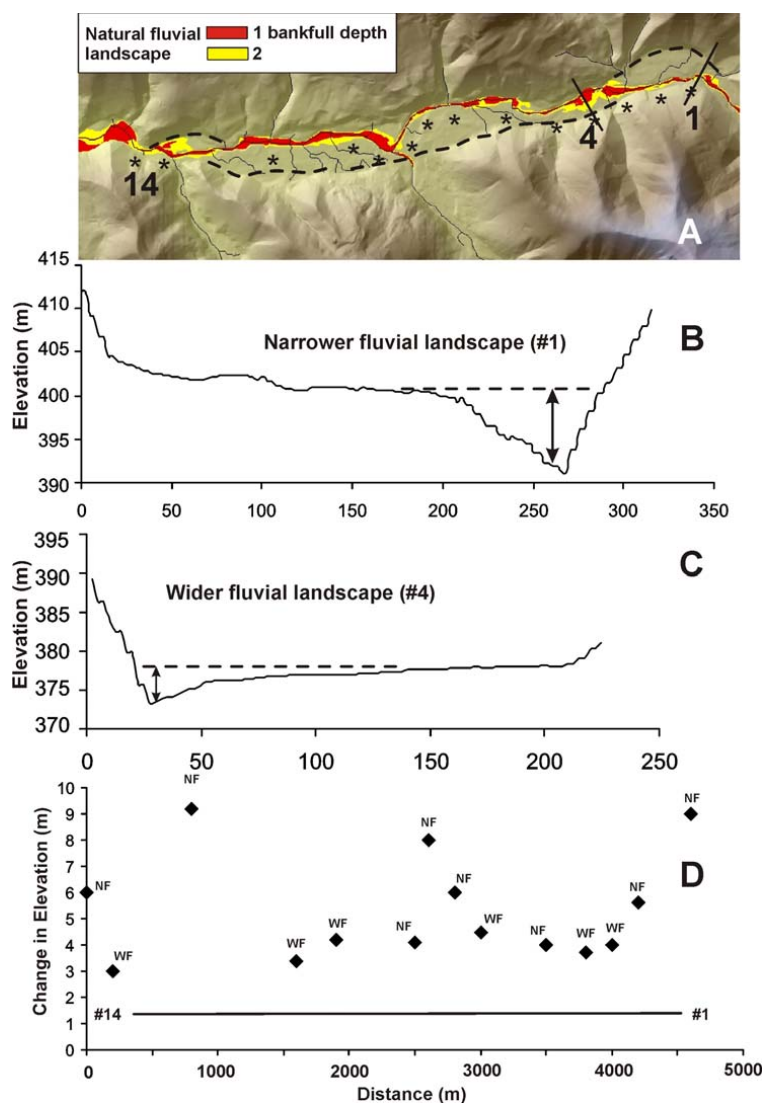 Natural fluvial 1 bankfull depth
landscape 2
* * * * * * * * * * * * * *
14 4 1
A
415
410
405
400
395
390
Elevation (m)
Narrower fluvial landscape (#1)
B
0 50 100 150 200 250 300 350
395
390
385
380
375
370
Elevation (m)
Wider fluvial landscape (#4)
C
0 50 100 150 200 250
10
9
8
7
6
5
4
3
2
1
0
Change in Elevation (m)
NF
WF
NF
WF
WF
NF
NF
NF
WF
NF
WF
WF
NF
NF
D
#14 #1
0 1000 2000 3000 4000 5000
Distance (m)